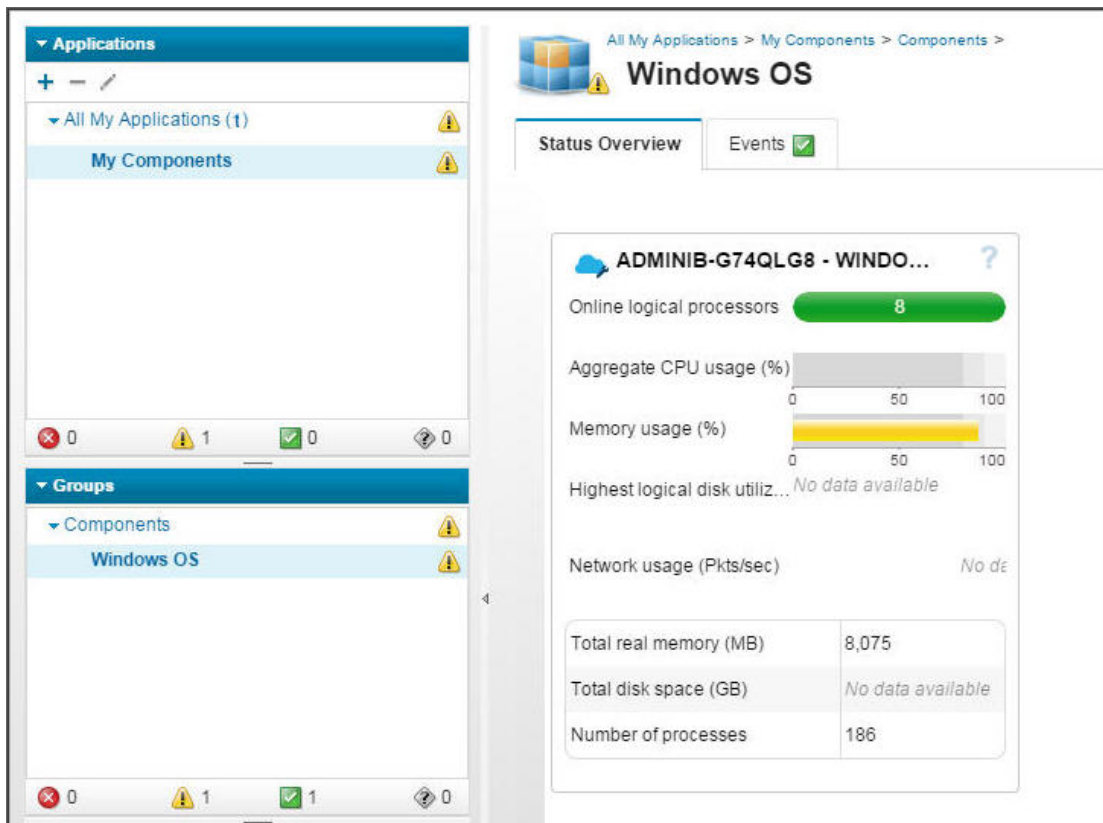 Applications
All My Applications (1)
My Components
0 1 0 0
Groups
Components
Windows OS
0 1 1 0
All My Applications > My Components > Components >
Windows OS
Status Overview
Events
ADMINIB-G74QLG8 - WINDO...
?
Online logical processors 8
Aggregate CPU usage (%)
0 50 100
Memory usage (%)
0 50 100
Highest logical disk utiliz... No data available
Network usage (Pkts/sec) No da
Total real memory (MB) 8,075
Total disk space (GB) No data available
Number of processes 186